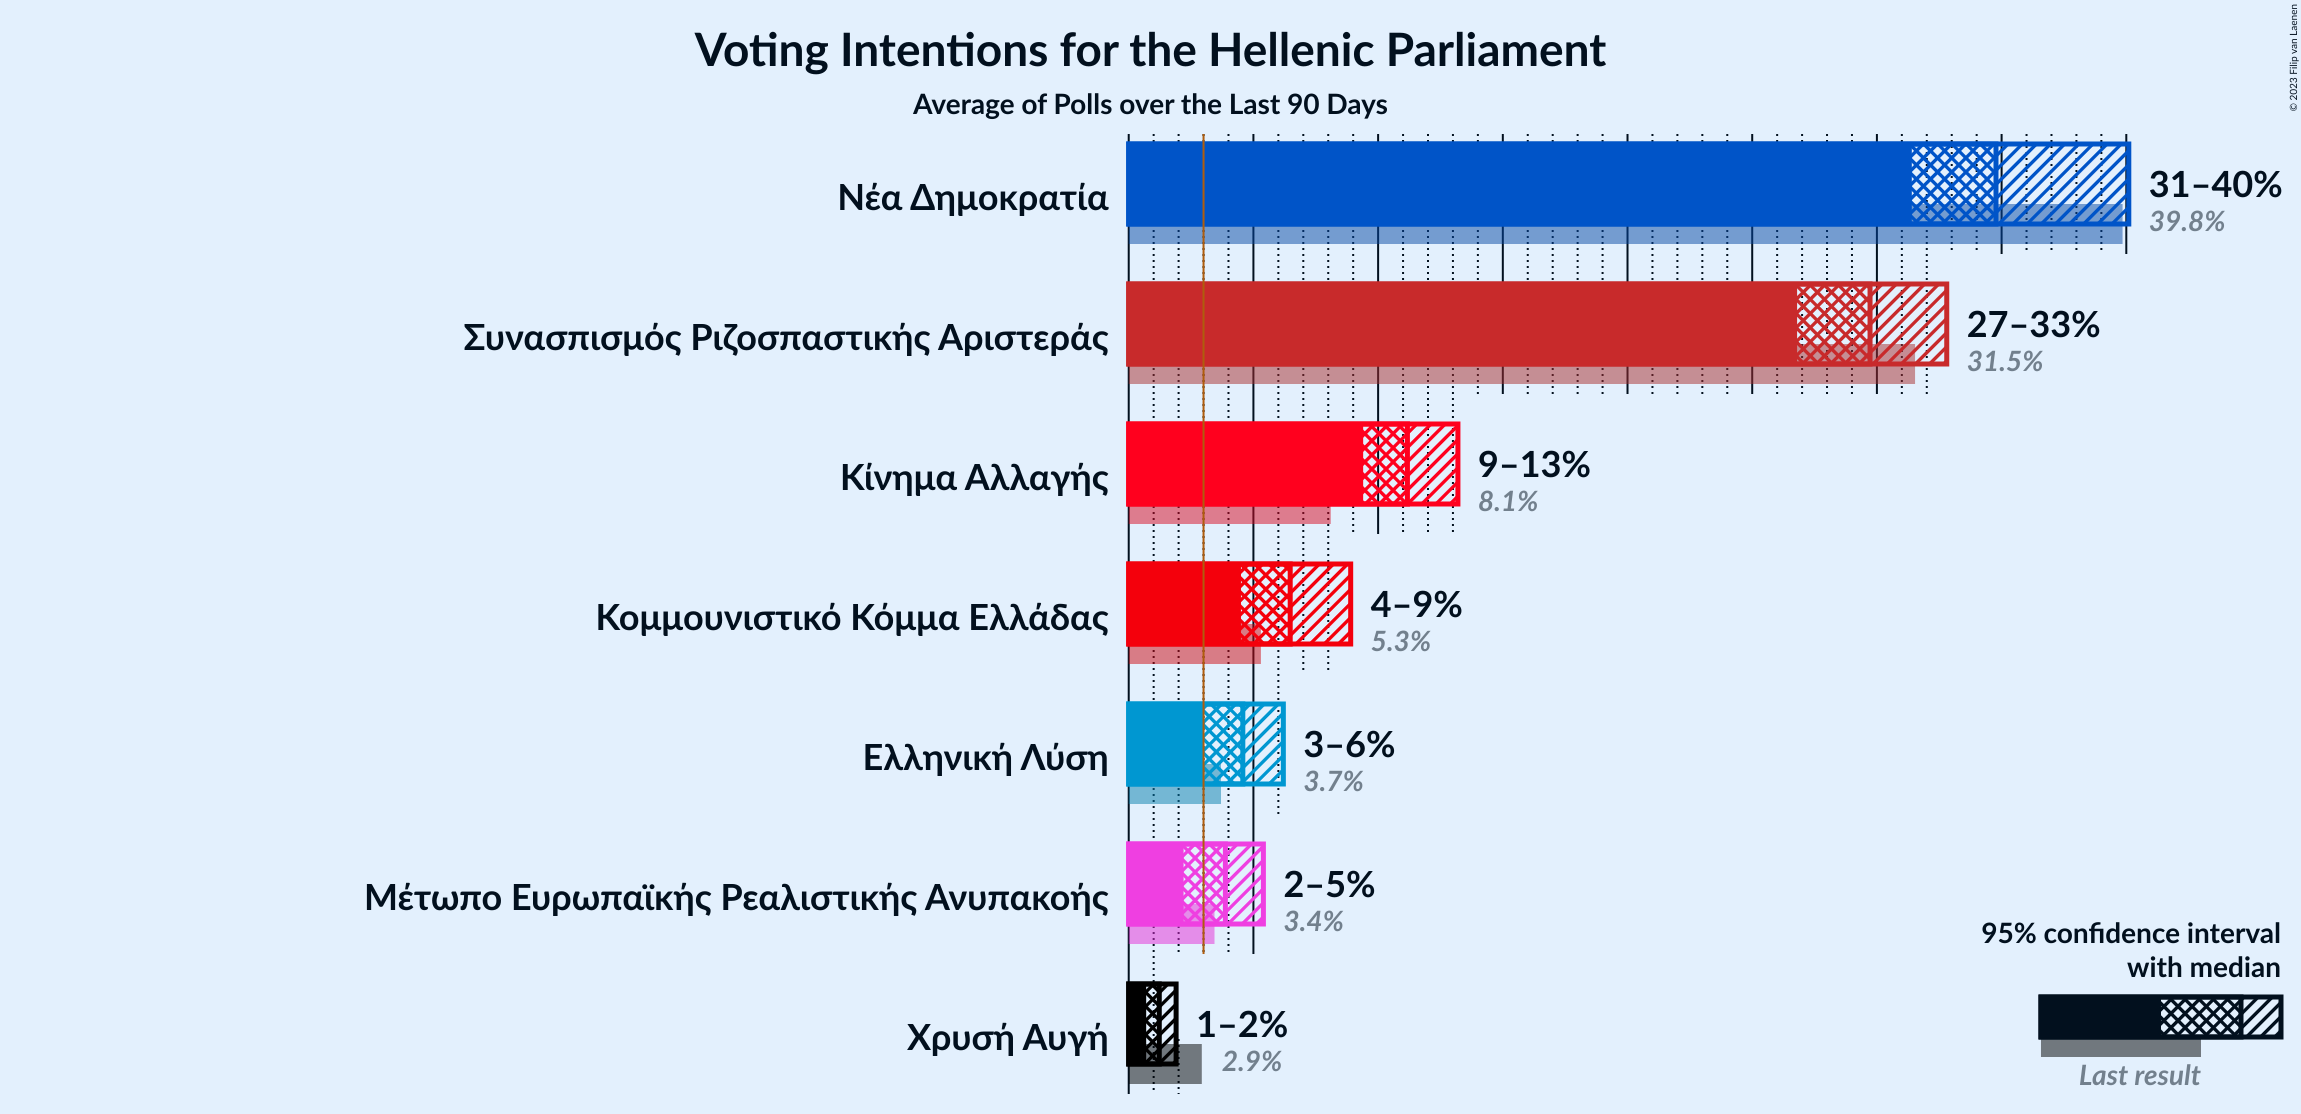 Voting Intentions for the Hellenic Parliament
Average of Polls over the Last 90 Days
© 2023 Filip van Laenen
Νέα Δημοκρατία
31–40%
39.8%
Συνασπισμός Ριζοσπαστικής Αριστεράς
27–33%
31.5%
Κίνημα Αλλαγής
9–13%
8.1%
Κομμουνιστικό Κόμμα Ελλάδας
4–9%
5.3%
Ελληνική Λύση
3–6%
3.7%
Μέτωπο Ευρωπαϊκής Ρεαλιστικής Ανυπακοής
2–5%
3.4%
Χρυσή Αυγή
1–2%
2.9%
95% confidence interval
with median
Last result